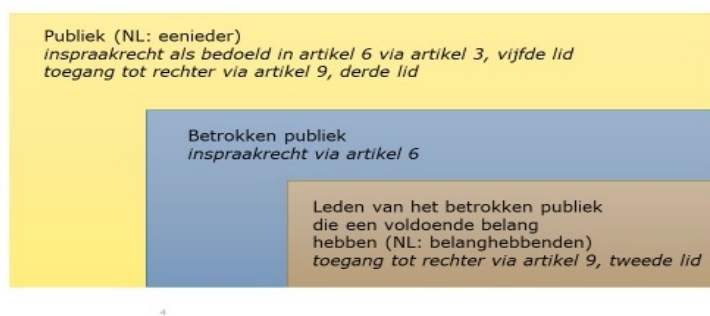 Publiek (NL: eenieder)
inspraakrecht als bedoeld in artikel 6 via artikel 3, vijfde lid
toegang tot rechter via artikel 9, derde lid
Betrokken publiek
inspraakrecht via artikel 6
Leden van het betrokken publiek
die een voldoende belang
hebben (NL: belanghebbenden)
toegang tot rechter via artikel 9, tweede lid
4